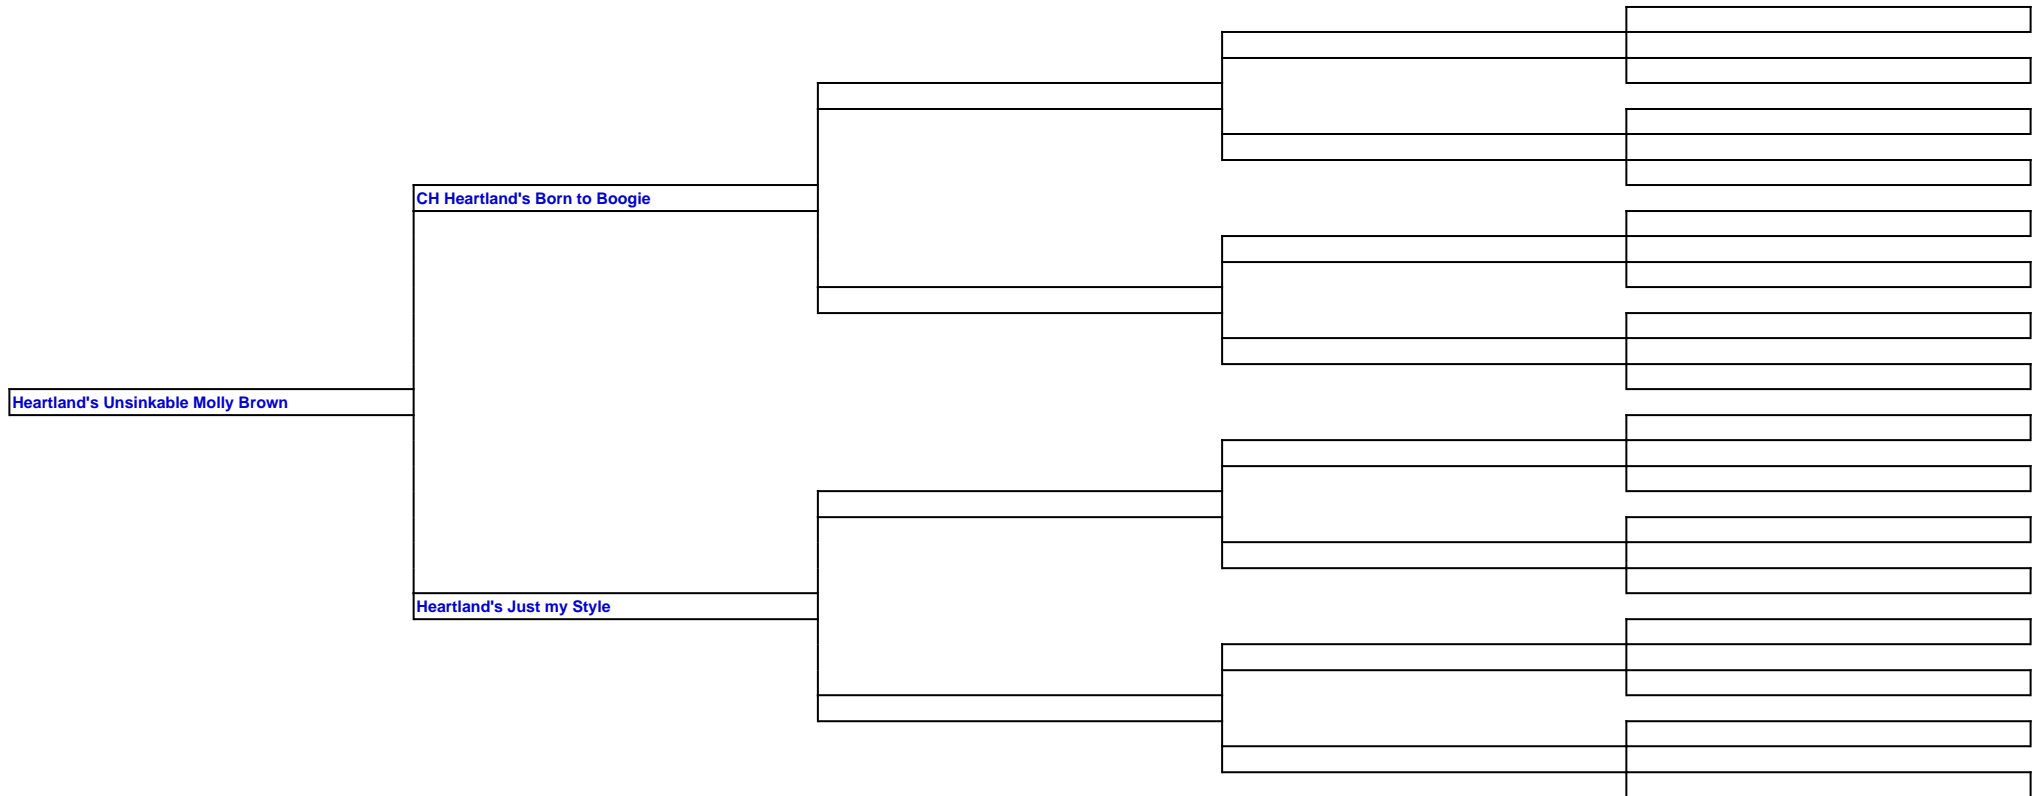 CH Heartland's Born to Boogie
Heartland's Unsinkable Molly Brown
Heartland's Just my Style